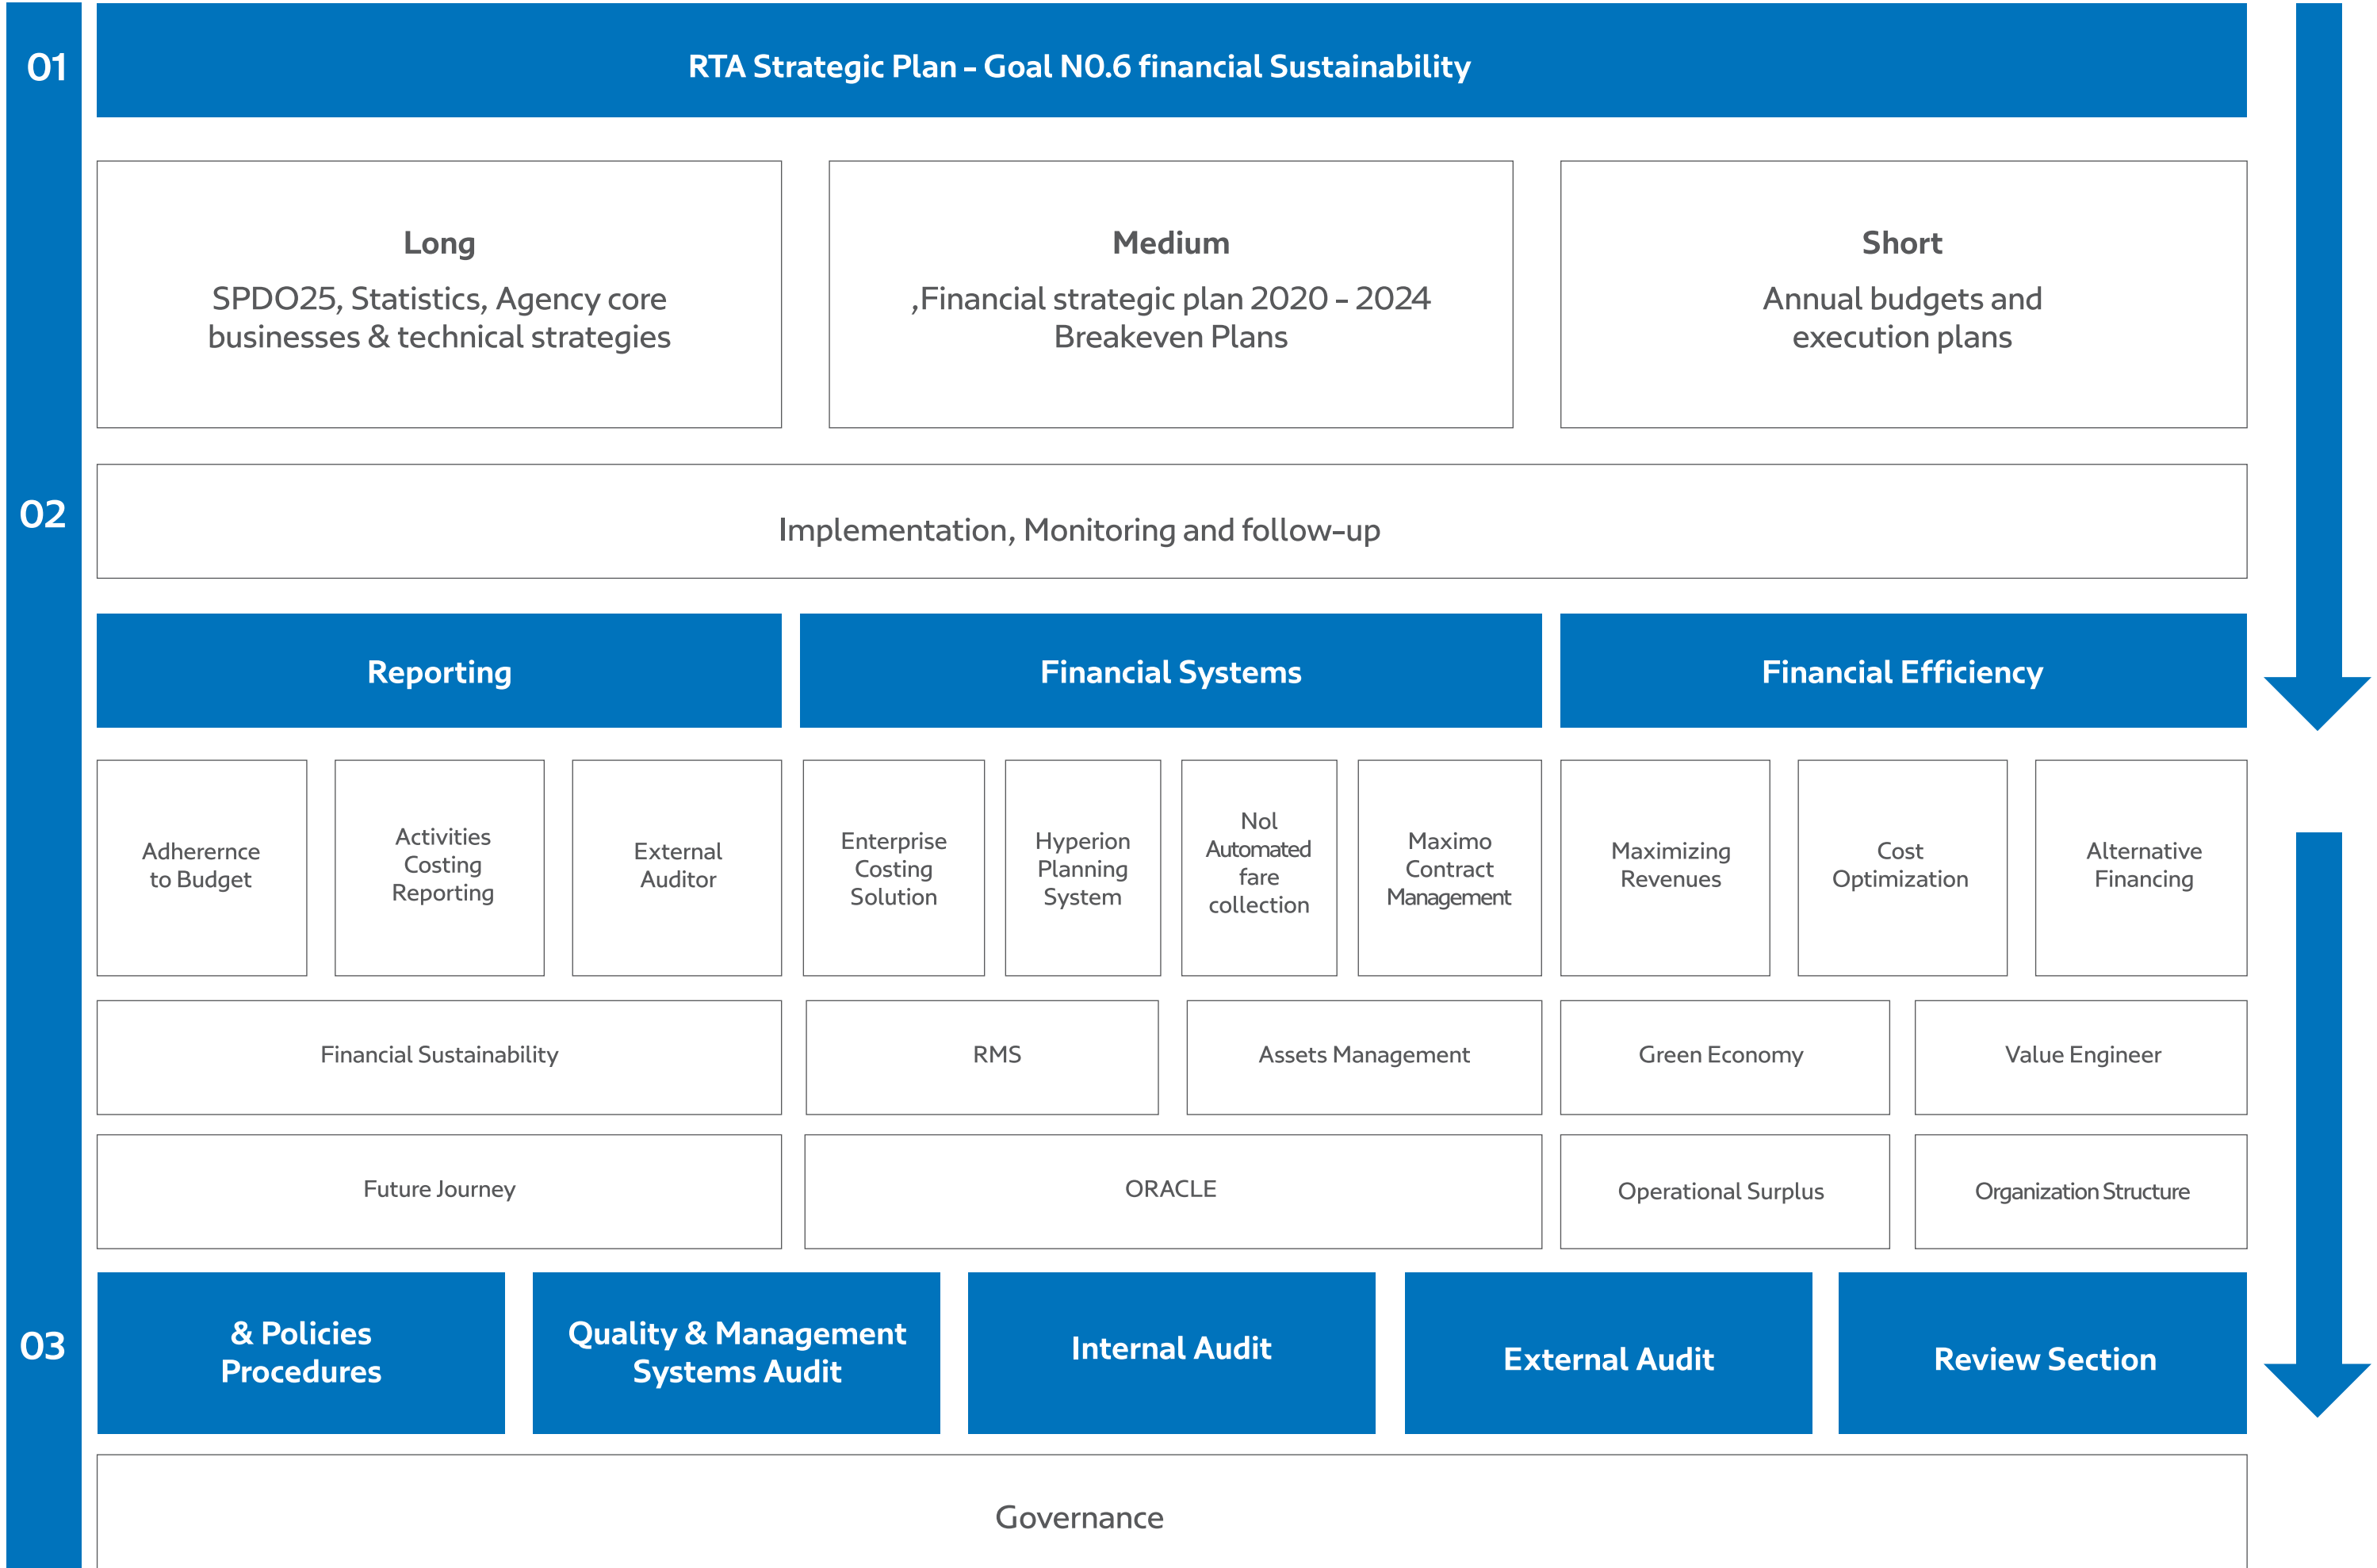 01
RTA Strategic Plan - Goal N0.6 financial Sustainability
Long
SPDO25, Statistics, Agency core
businesses & technical strategies
Medium
,Financial strategic plan 2020 - 2024
Breakeven Plans
Short
Annual budgets and
execution plans
02
Implementation, Monitoring and follow-up
Reporting
Financial Systems
Financial Efficiency
Adherernce
to Budget
Activities
Costing
Reporting
External
Auditor
Enterprise
Costing
Solution
Hyperion
Planning
System
Nol
Automated
fare
collection
Maximo
Contract
Management
Maximizing
Revenues
Cost
Optimization
Alternative
Financing
Financial Sustainability
RMS
Assets Management
Green Economy
Value Engineer
Future Journey
ORACLE
Operational Surplus
Organization Structure
03
& Policies
Procedures
Quality & Management
Systems Audit
Internal Audit
External Audit
Review Section
Governance